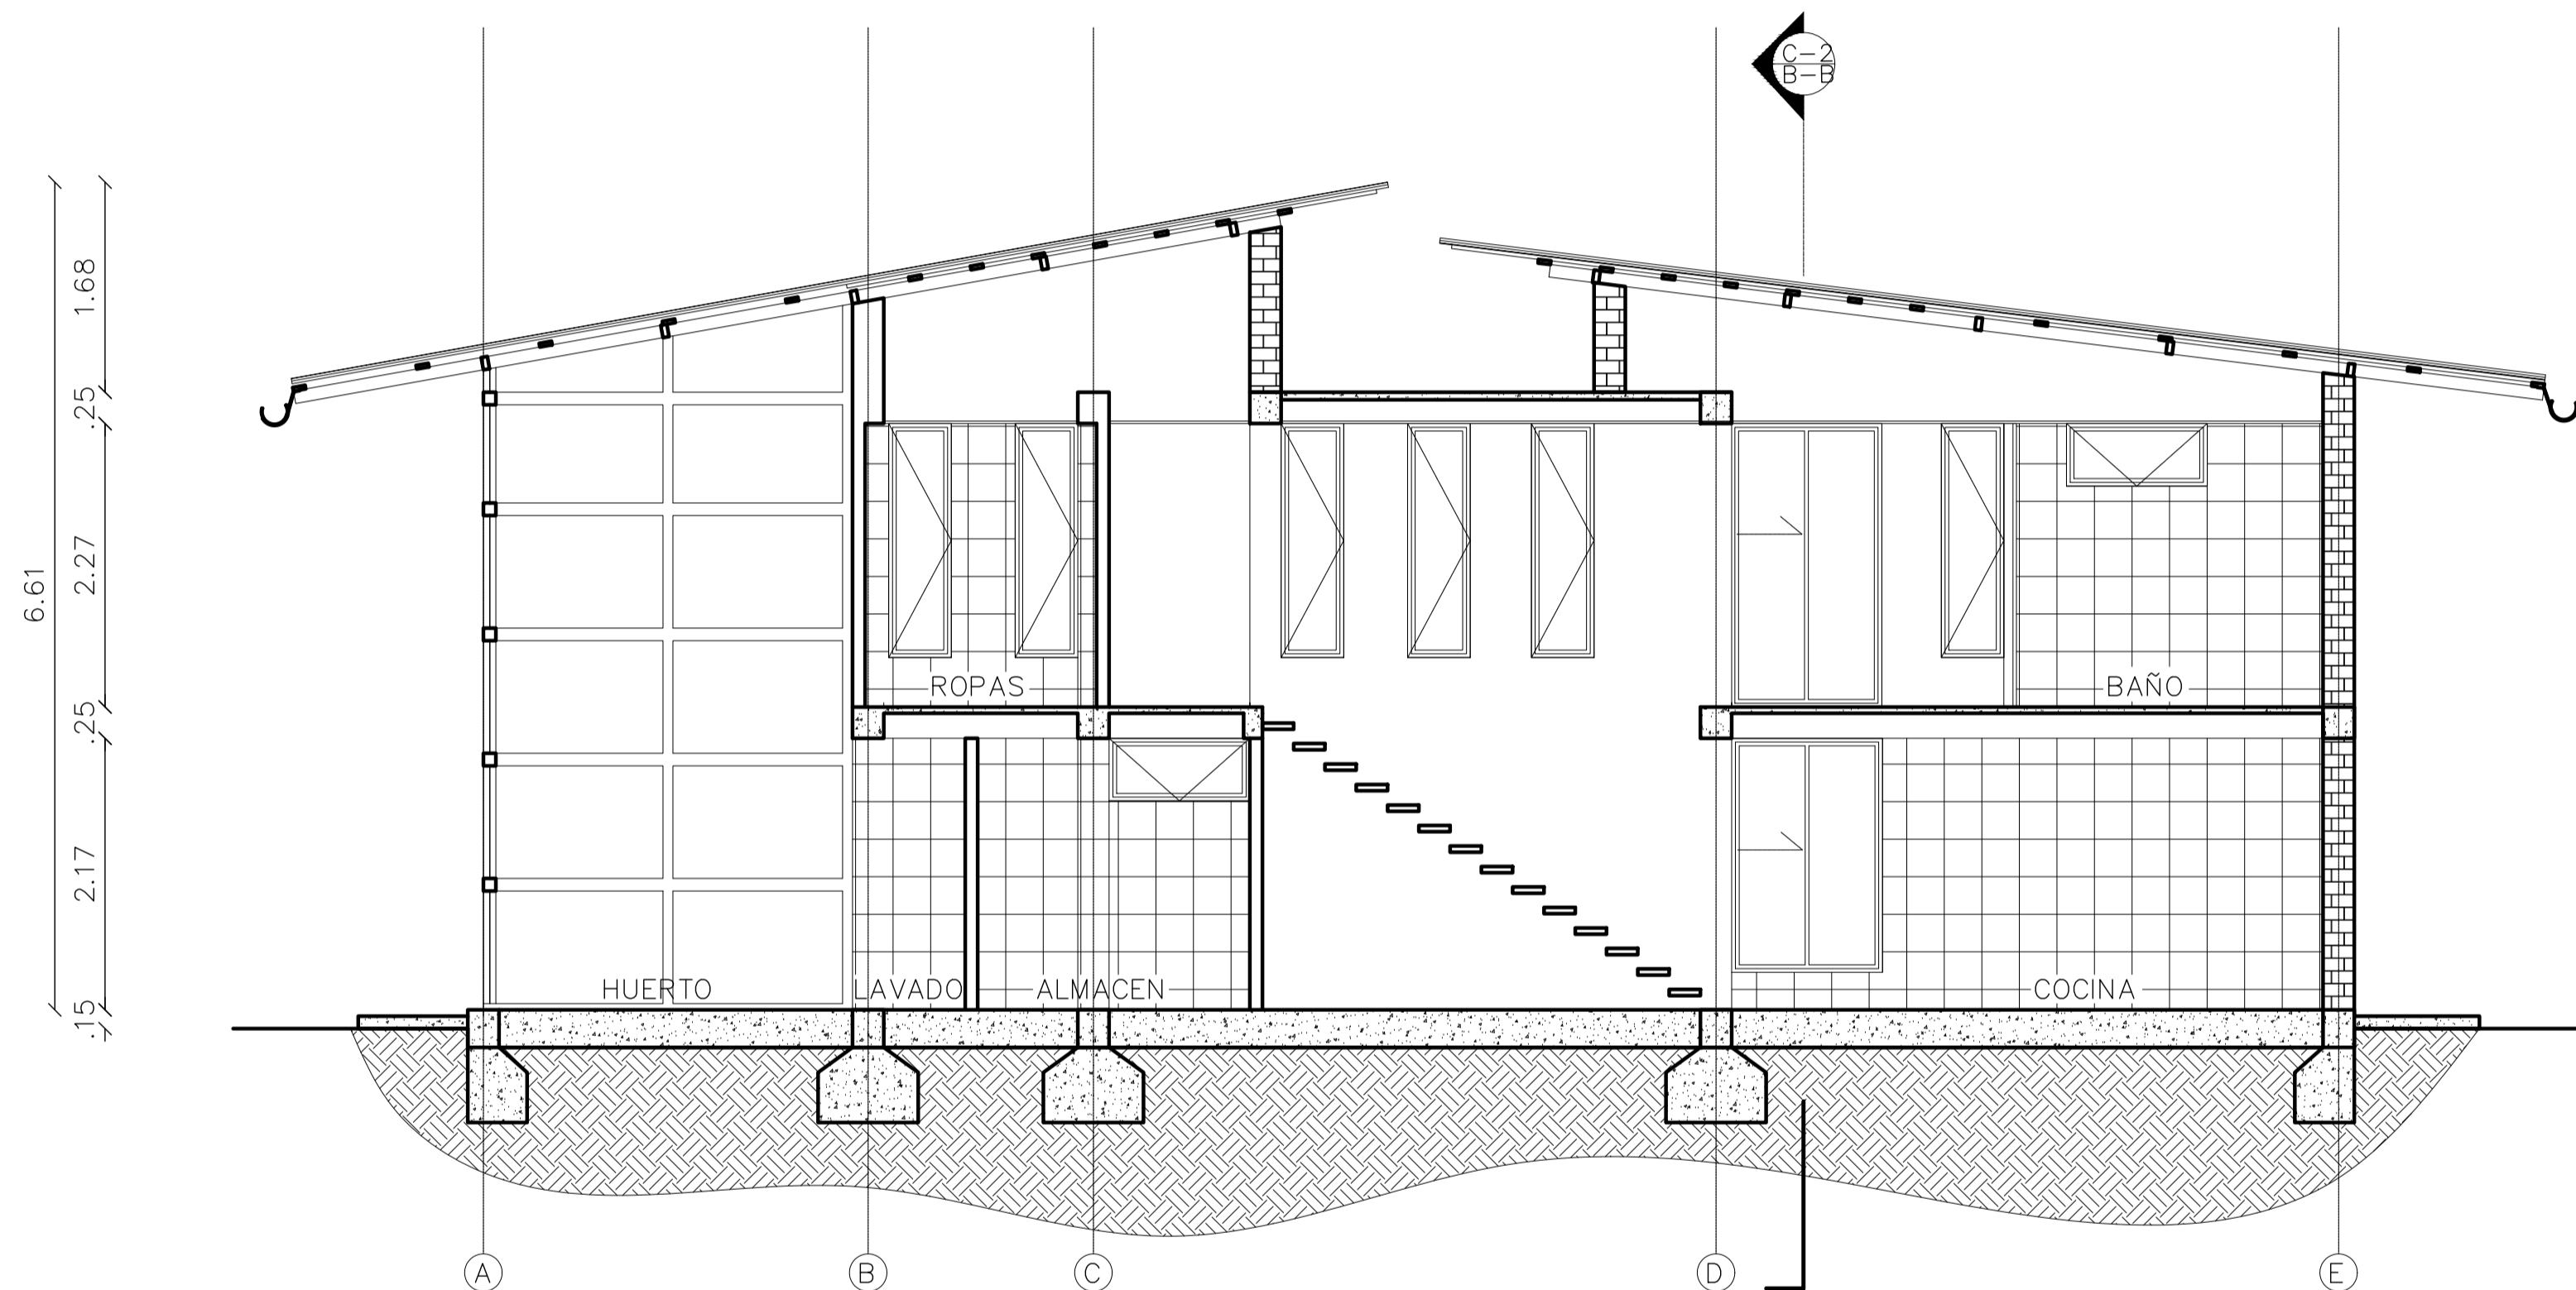 C-2
B-B
6.61
1.68
.25
2.27
.25
2.17
.15
ROPAS
BAÑO
HUERTO
LAVADO
ALMACEN
COCINA
A
B
C
D
E